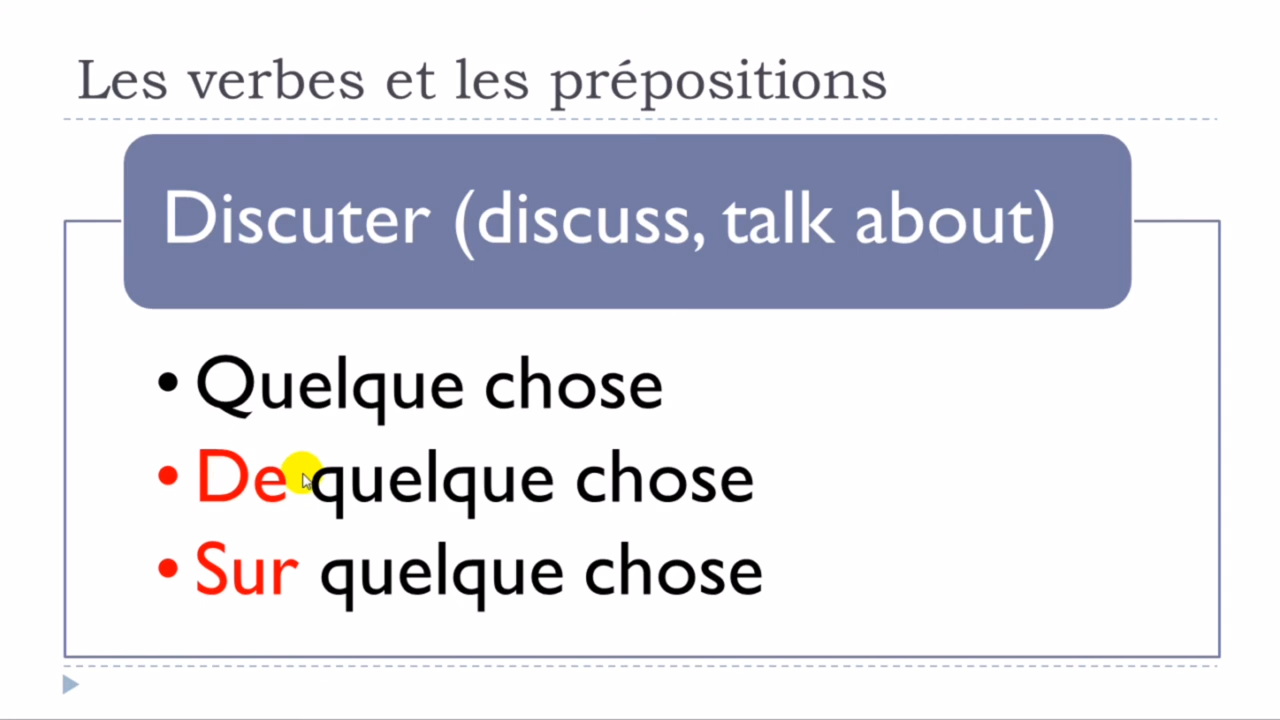 Les verbes et les prépositions
Discuter (discuss, talk about)
• Quelque chose
• De quelque chose
• Sur quelque chose